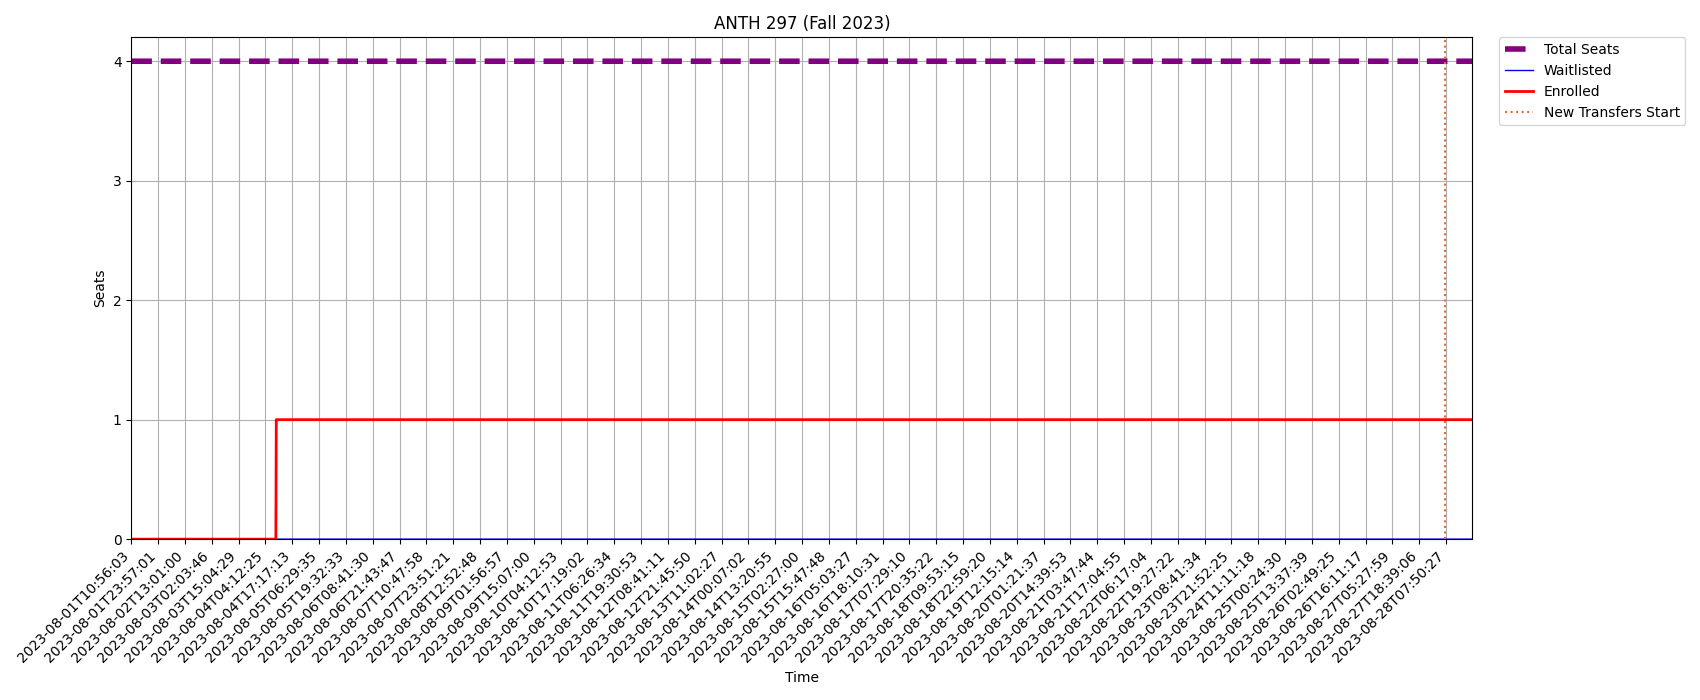 ANTH 297 (Fall 2023)
Total Seats
Waitlisted
Enrolled
New Transfers Start
Seats
4
3
2
1
0
2023-08-01T10:56:03
2023-08-01T23:57:01
2023-08-02T13:01:00
2023-08-03T02:03:46
2023-08-03T15:04:29
2023-08-04T04:12:25
2023-08-04T17:17:13
2023-08-05T06:29:35
2023-08-05T19:32:33
2023-08-06T08:41:30
2023-08-06T21:43:47
2023-08-07T10:47:58
2023-08-07T23:51:21
2023-08-08T12:52:48
2023-08-09T01:56:57
2023-08-09T15:07:00
2023-08-10T04:12:53
2023-08-10T17:19:02
2023-08-11T06:26:34
2023-08-11T19:30:53
2023-08-12T08:41:11
2023-08-12T21:45:50
2023-08-13T11:02:27
2023-08-14T00:07:02
2023-08-14T13:20:55
2023-08-15T02:27:00
2023-08-15T15:47:48
2023-08-16T05:03:27
2023-08-16T18:10:31
2023-08-17T07:29:10
2023-08-17T20:35:22
2023-08-18T09:53:15
2023-08-18T22:59:20
2023-08-19T12:15:14
2023-08-20T01:21:37
2023-08-20T14:39:53
2023-08-21T03:47:44
2023-08-21T17:04:55
2023-08-22T06:17:04
2023-08-22T19:27:22
2023-08-23T08:41:34
2023-08-23T21:52:25
2023-08-24T11:11:18
2023-08-25T00:24:30
2023-08-25T13:37:39
2023-08-26T02:49:25
2023-08-26T16:11:17
2023-08-27T05:27:59
2023-08-27T18:39:06
2023-08-28T07:50:27
Time